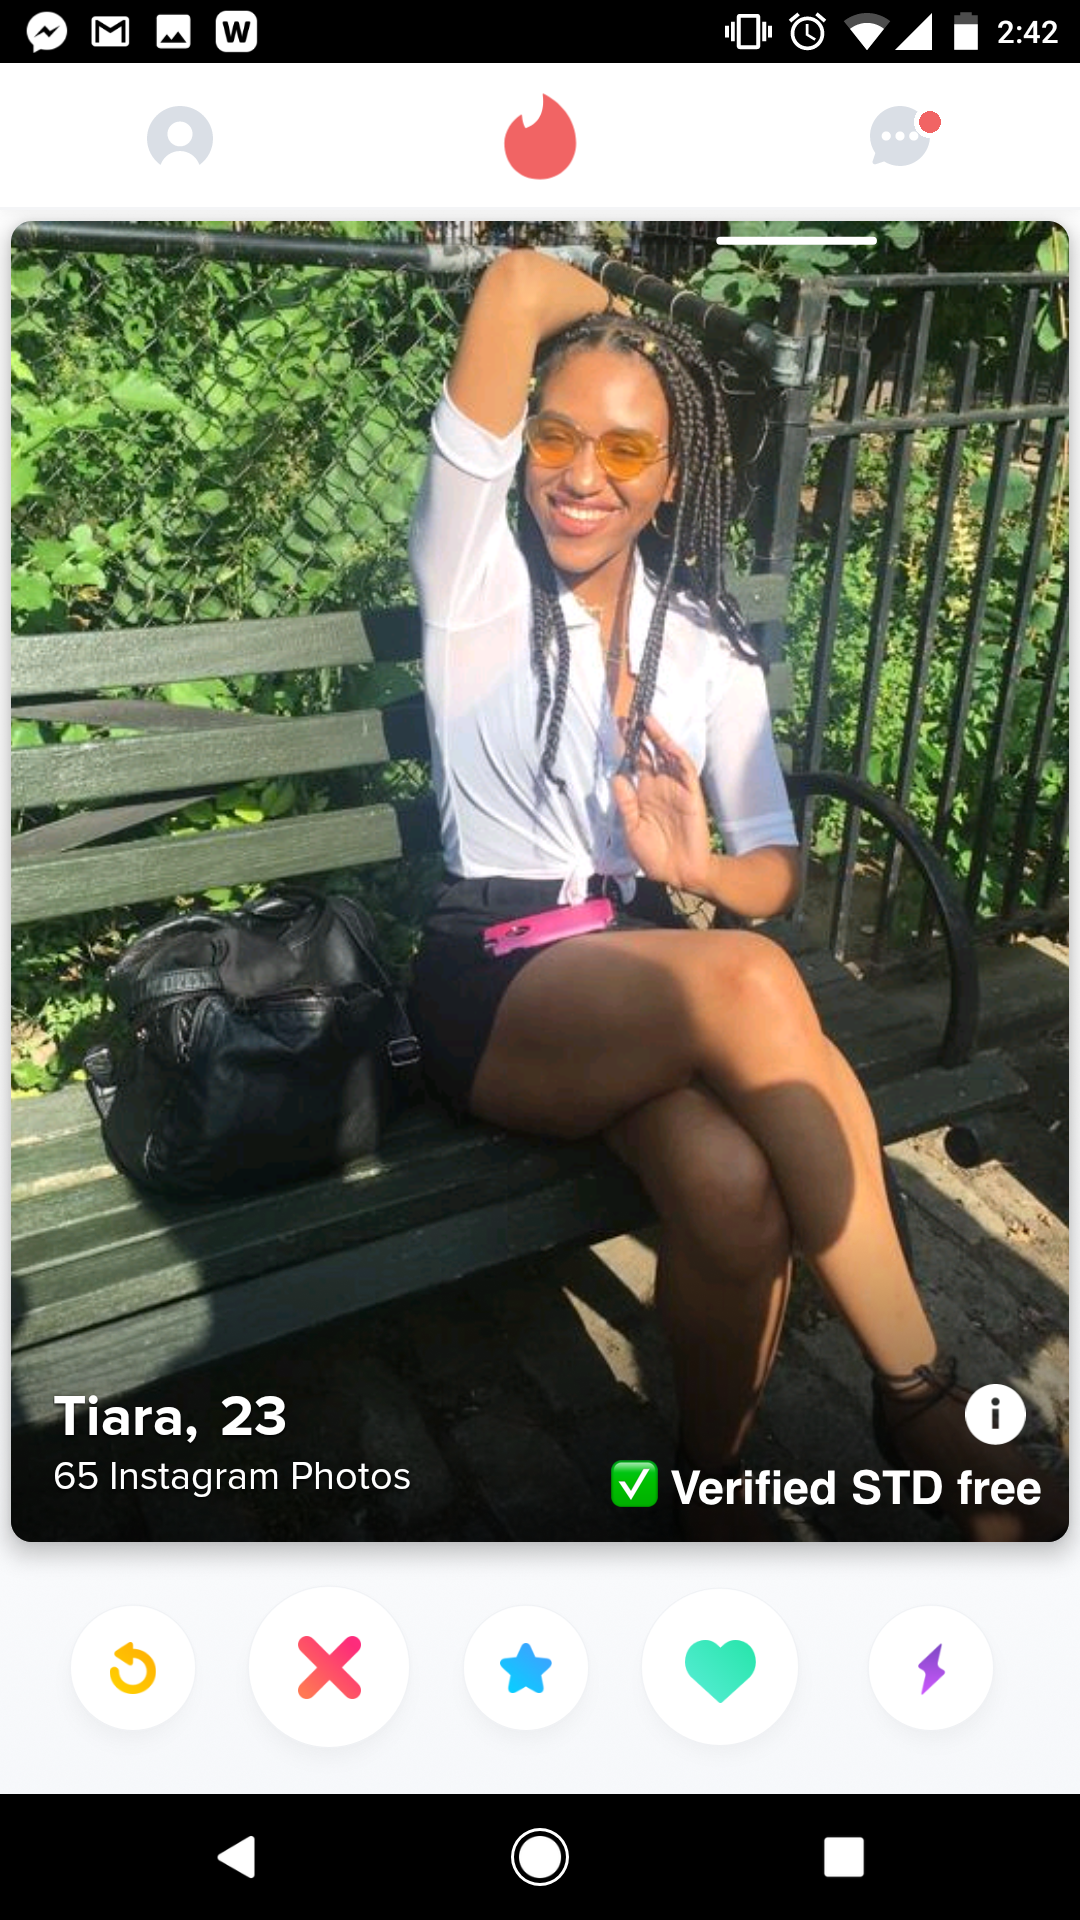 W
2:42
Tiara, 23
65 Instagram Photos
✅ Verified STD free